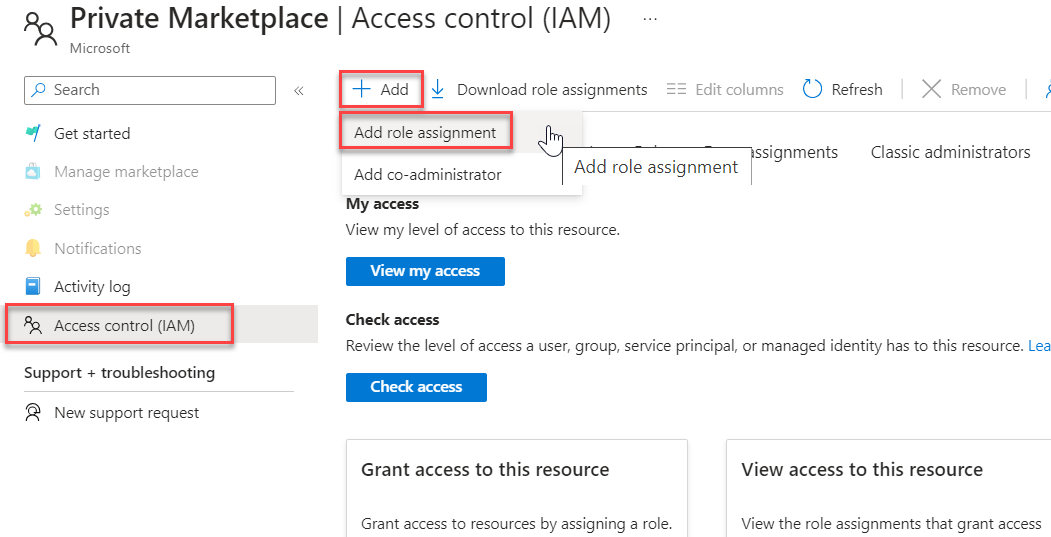 Private Marketplace | Access control (IAM) ...
Microsoft
Search
«
Get started
Manage marketplace
Settings
Notifications
Activity log
Access control (IAM)
Support + troubleshooting
New support request
Add
Download role assignments
Edit columns
Refresh
Remove
Add role assignment
Add co-administrator
Add role assignment
assignments
Classic administrators
My access
View my level of access to this resource.
View my access
Check access
Review the level of access a user, group, service principal, or managed identity has to this resource. Lea
Check access
Grant access to this resource
Grant access to resources by assigning a role.
View access to this resource
View the role assignments that grant access